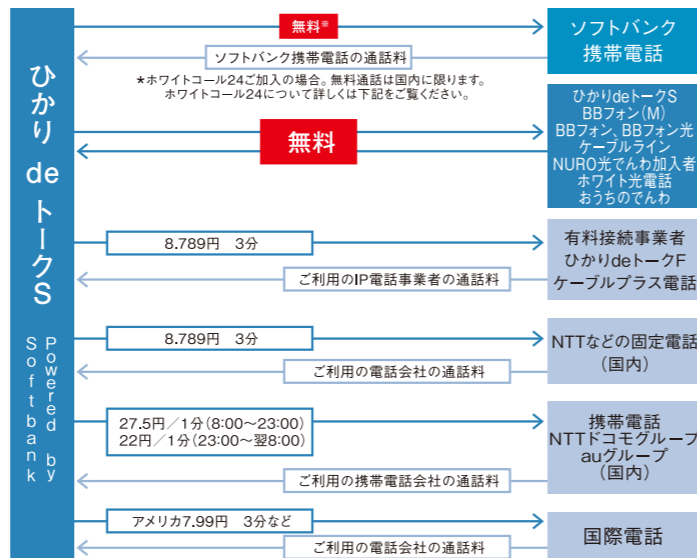 ひかり de トークS
Powered by
Softbank
無料※
ソフトバンク携帯電話の通話料
*ホワイトコール24ご加入の場合。無料通話は国内に限ります。
ホワイトコール24について詳しくは下記をご覧ください。
ソフトバンク
携帯電話
無料
ひかりdeトークS
BBフォン(M)
BBフォン、BBフォン光
ケーブルライン
NURO光でんわ加入者
ホワイト光電話
おうちのでんわ
8.789円 3分
ご利用のIP電話事業者の通話料
有料接続事業者
ひかりdeトークF
ケーブルプラス電話
8.789円 3分
ご利用の電話会社の通話料
NTTなどの固定電話
(国内)
27.5円/1分(8:00〜23:00)
22円/1分(23:00〜翌8:00)
ご利用の携帯電話会社の通話料
携帯電話
NTTドコモグループ
auグループ
(国内)
アメリカ7.99円 3分など
ご利用の電話会社の通話料
国際電話